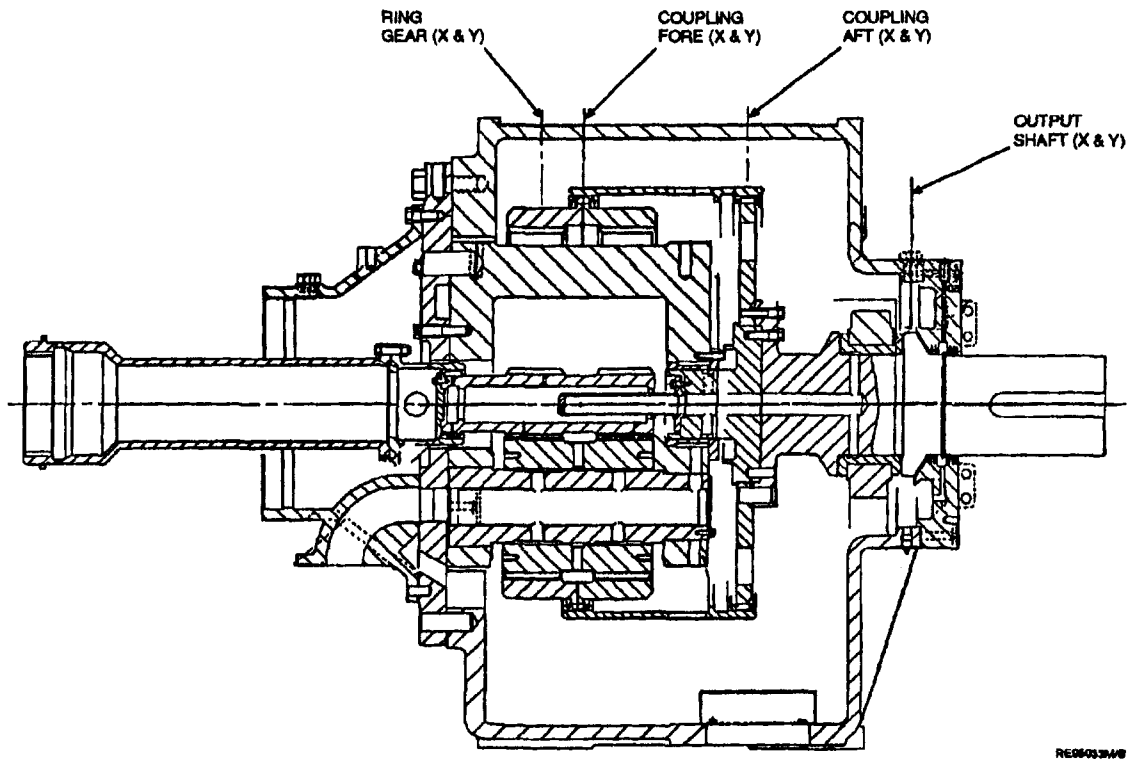 RING
GEAR (X & Y)
COUPLING
FORE (X & Y)
COUPLING
AFT (X & Y)
OUTPUT
SHAFT (X & Y)